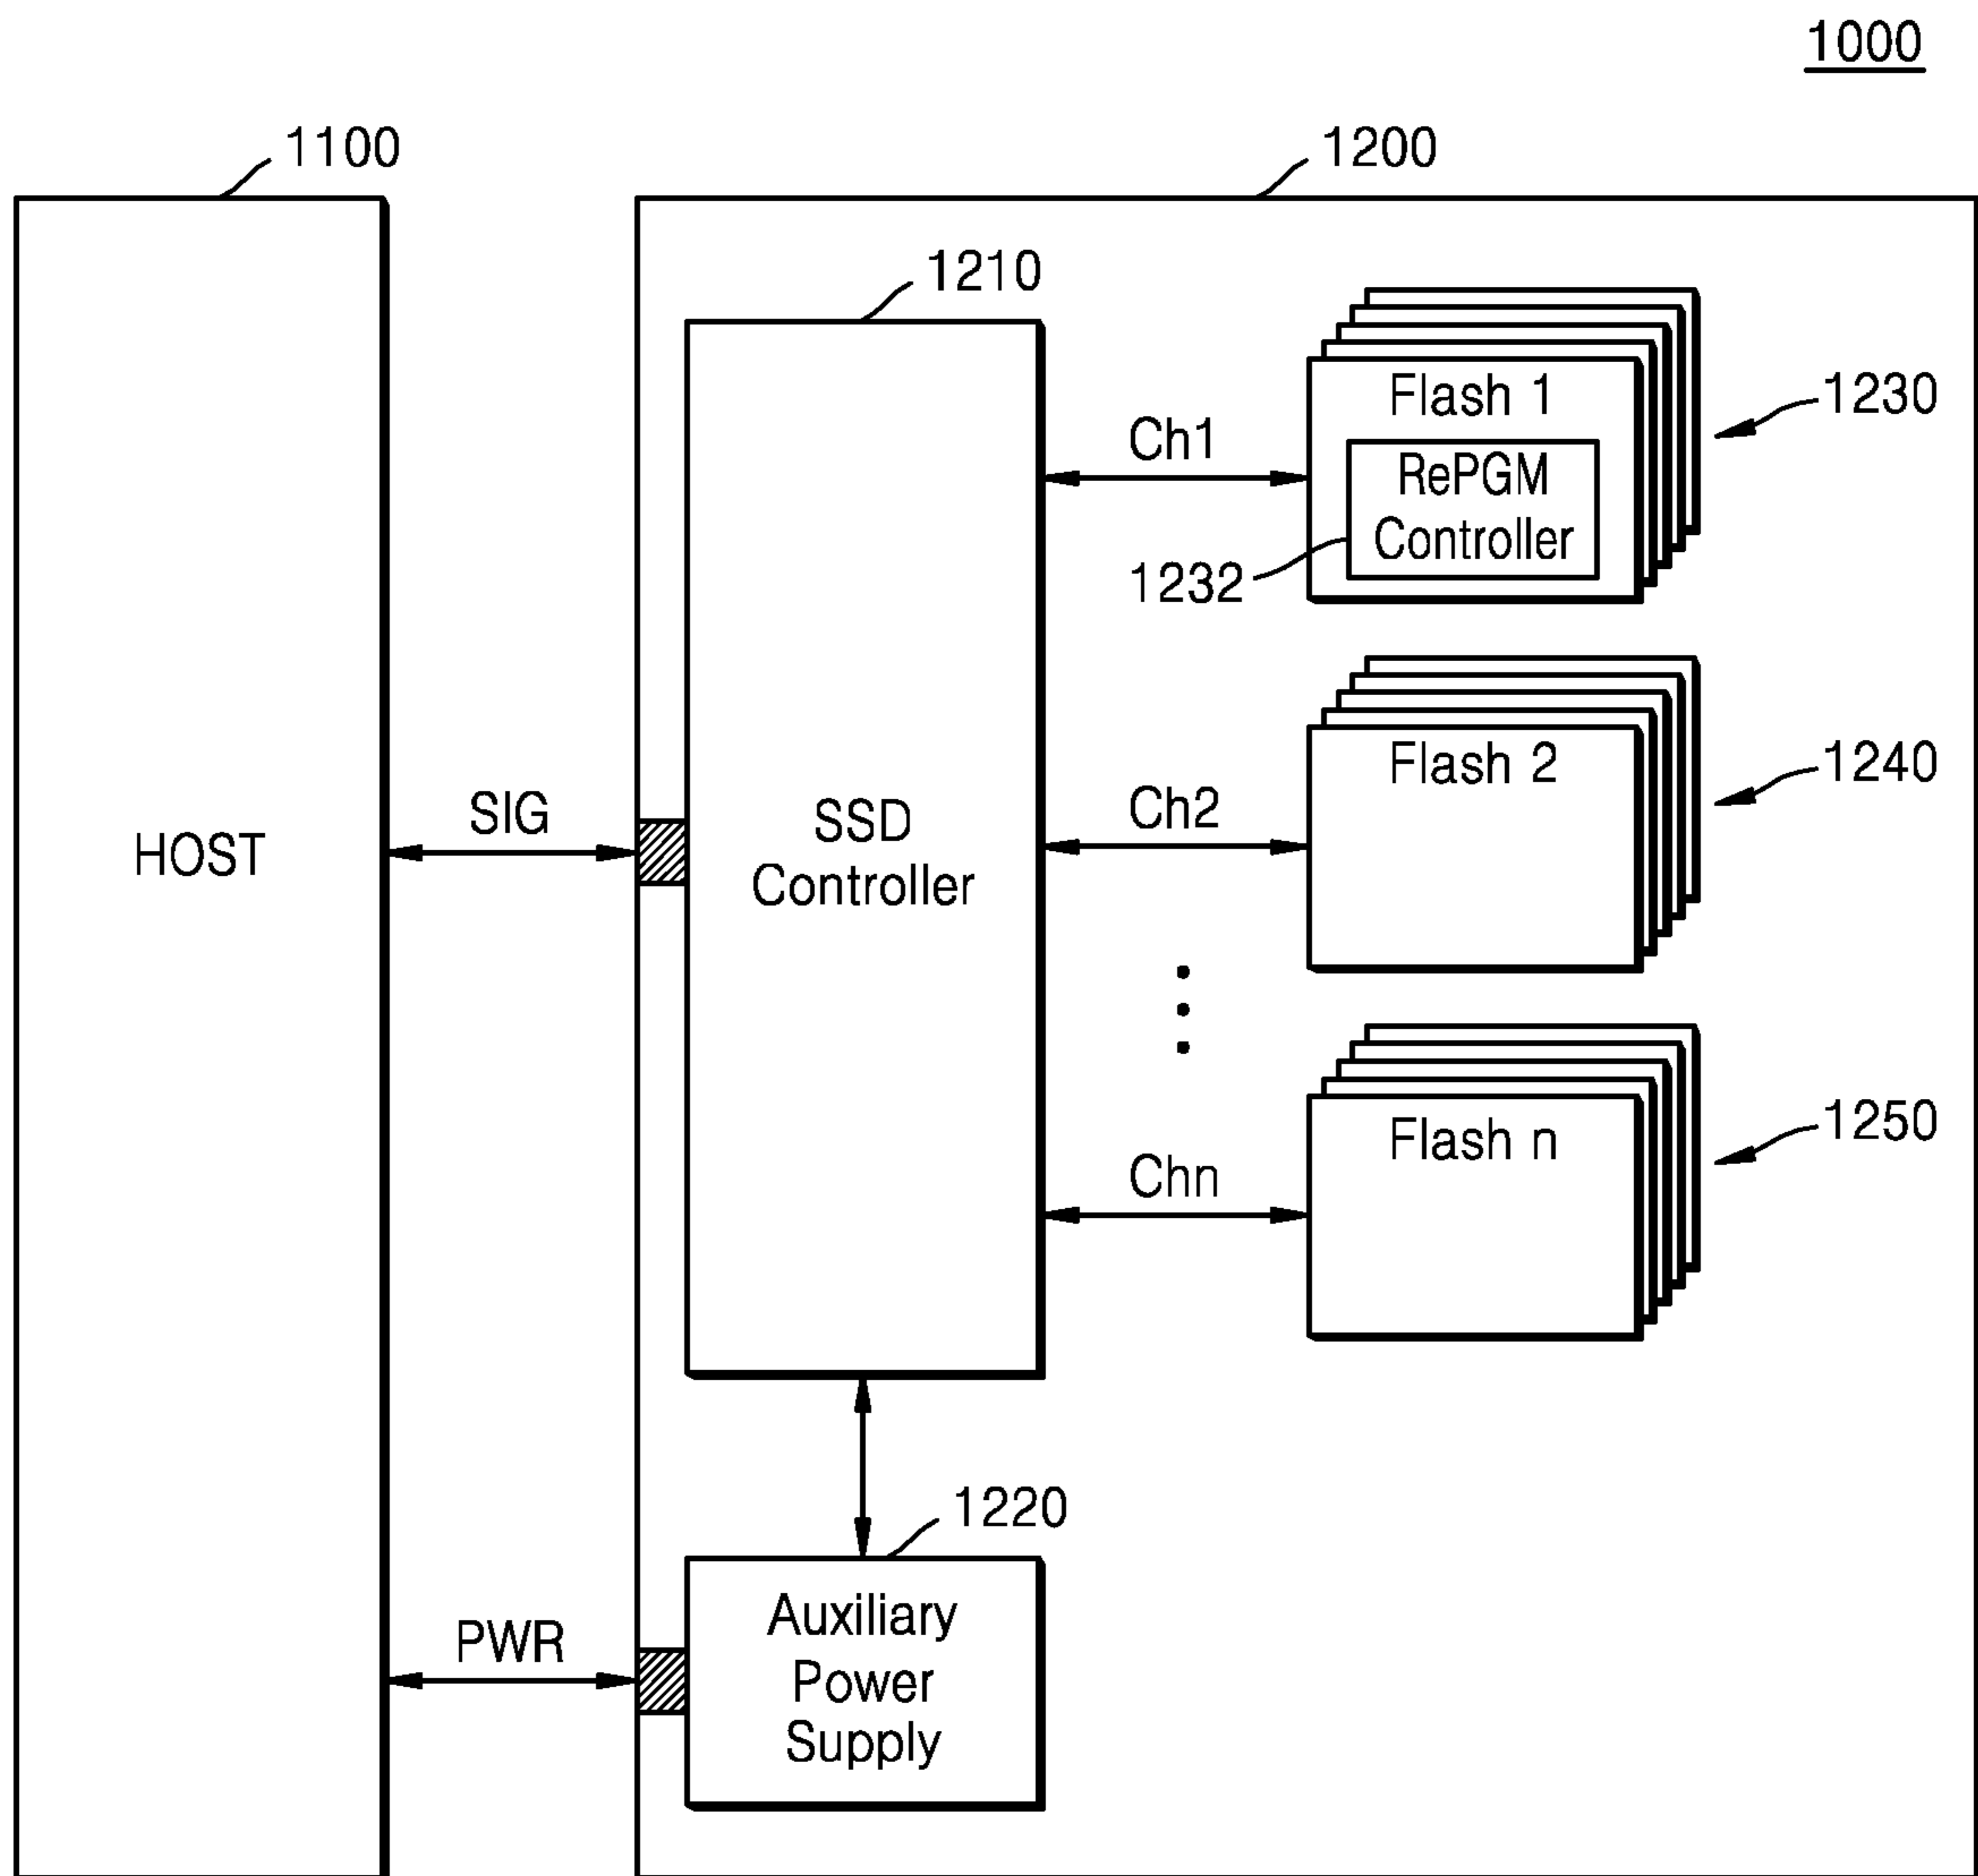 1000
1100
1200
1210
Flash 1
1230
Ch1
RePGM
Controller
1232
Flash 2
1240
SIG
Ch2
HOST
SSD
Controller
Flash n
1250
Chn
1220
Auxiliary
Power
Supply
PWR